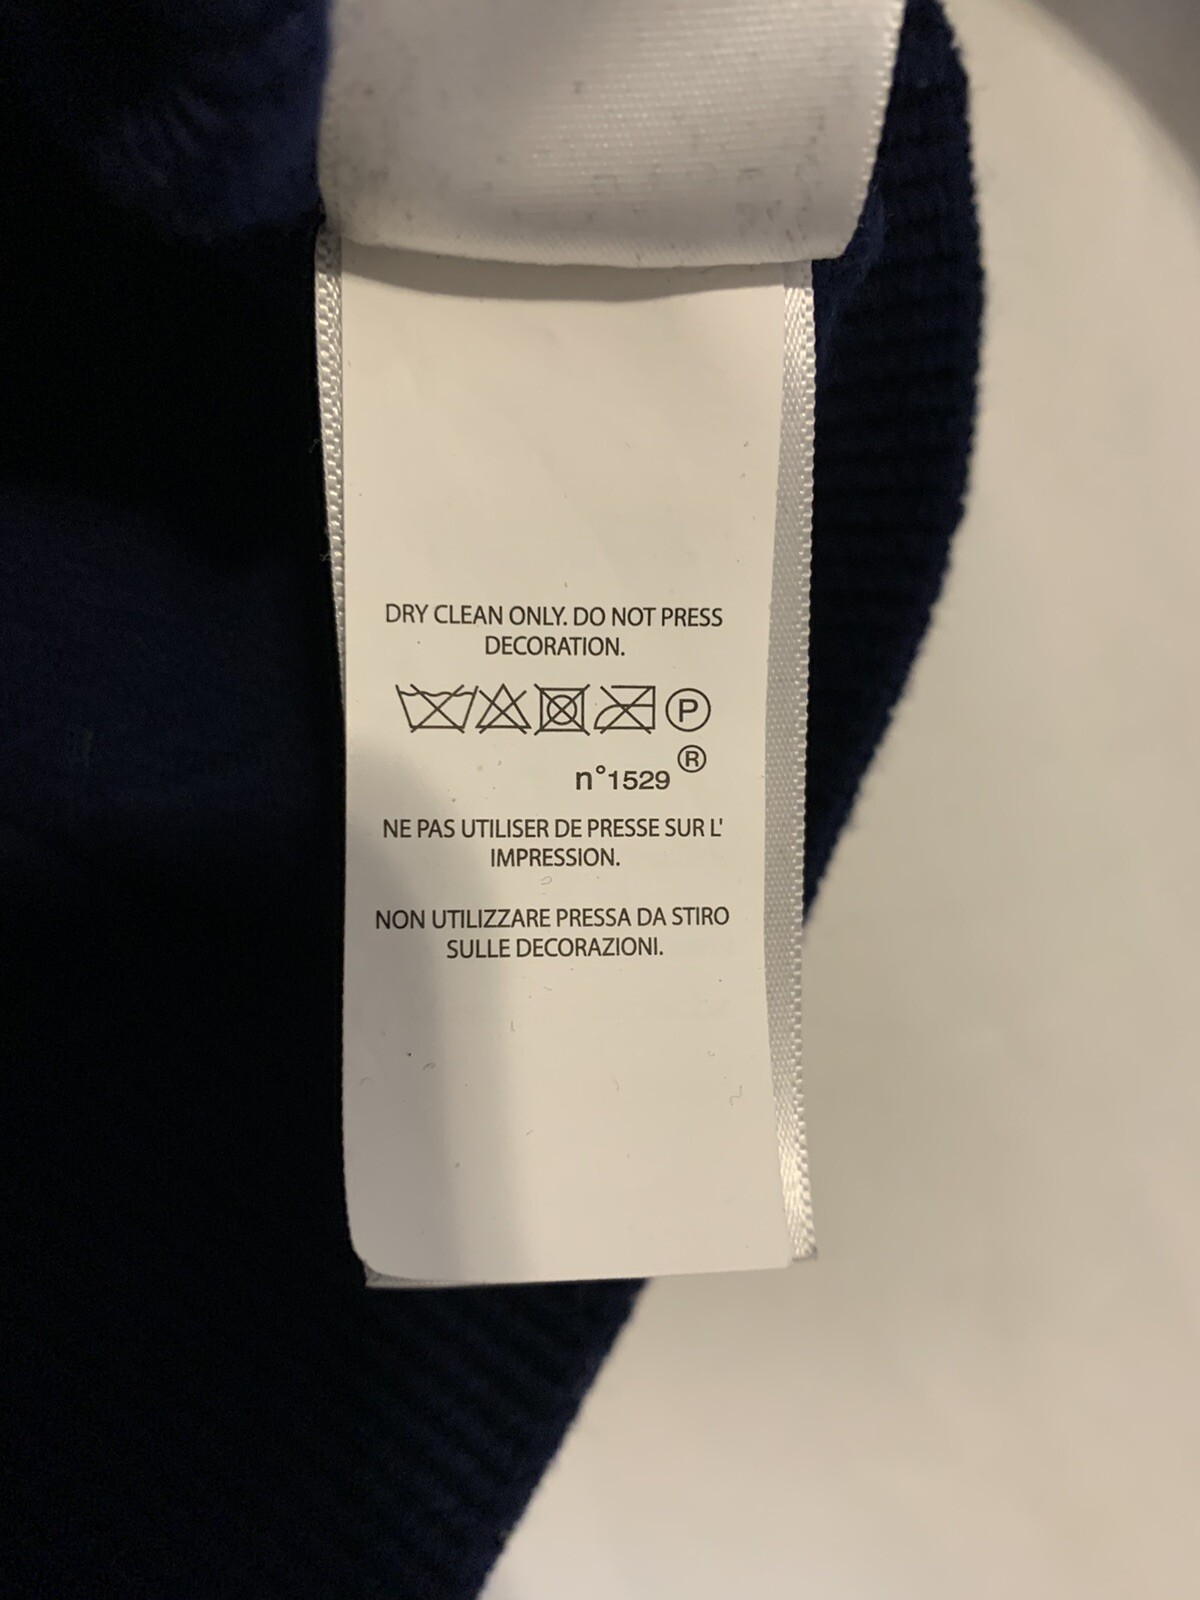 DRY CLEAN ONLY. DO NOT PRESS
DECORATION.
P
®
n°1529
NE PAS UTILISER DE PRESSE SUR L'
IMPRESSION.
NON UTILIZZARE PRESSA DA STIRO
SULLE DECORAZIONI.